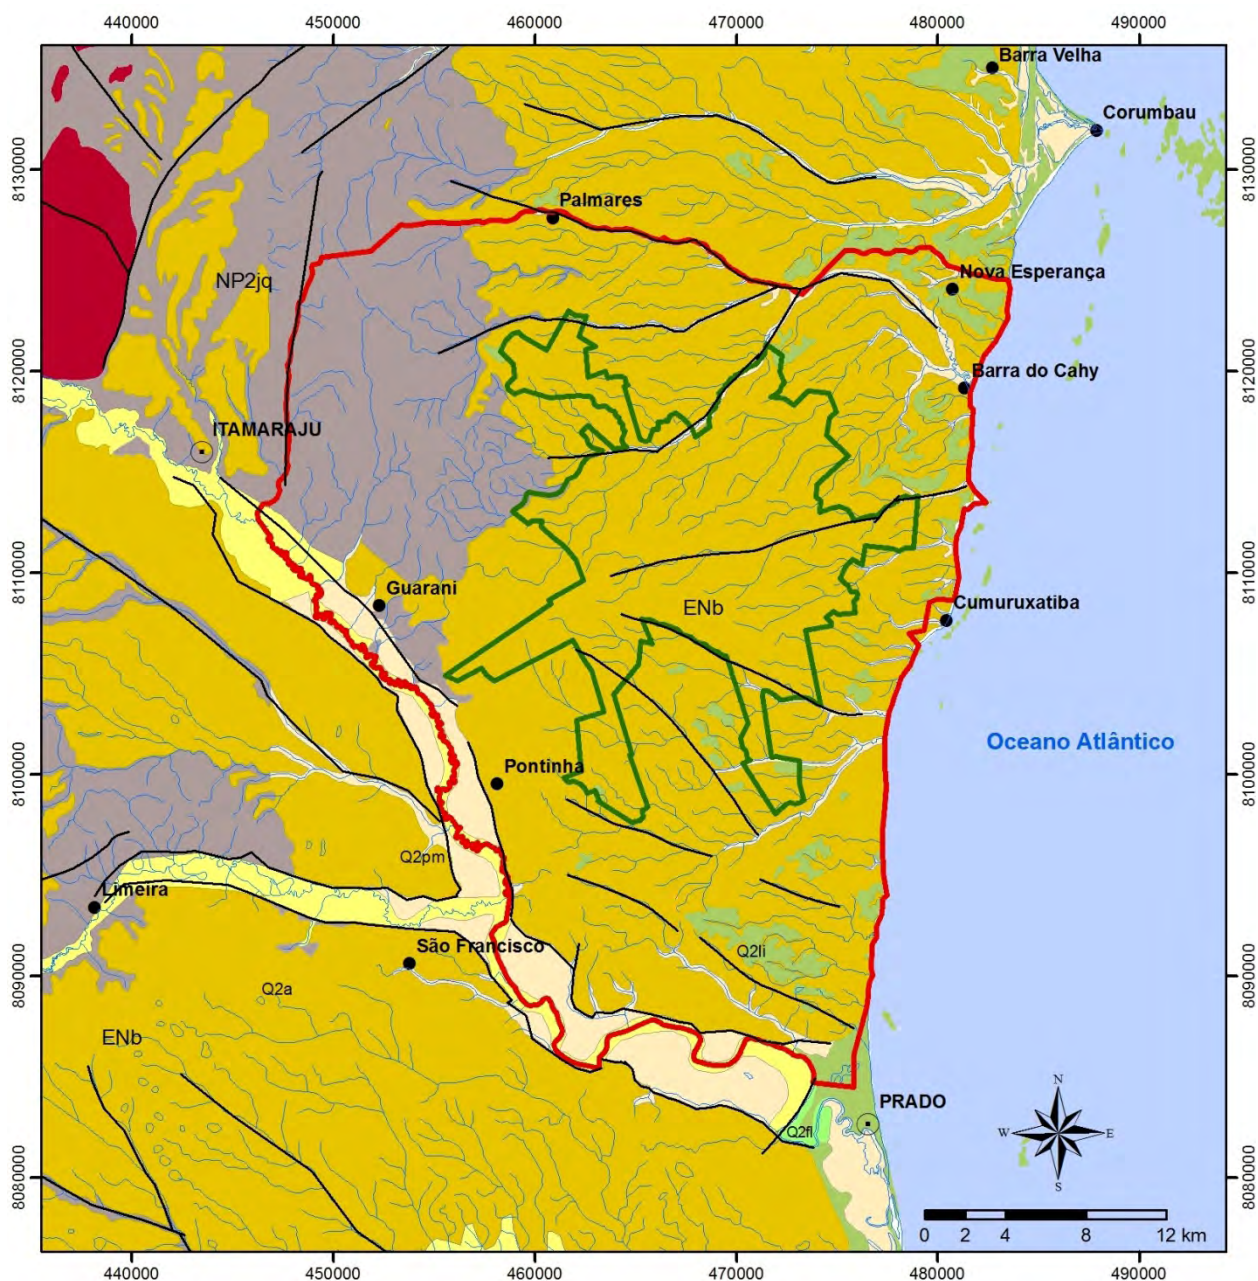 440000 450000 460000 470000 480000 490000
Barra Velha
Corumbau
8130000 8130000
Palmares
Nova Esperança
NP2jq
8120000 8120000
Barra do Cahy
ITAMARAJU
8110000 8110000
Guarani
ENb
Cumuruxatiba
Oceano Atlântico
8100000 8100000
Pontinha
Q2pm
Limeira
São Francisco
Q2li
8090000 8090000
Q2a
ENb
PRADO
N
W E
S
Q2fl
8080000 8080000
0 2 4 8 12 km
440000 450000 460000 470000 480000 490000